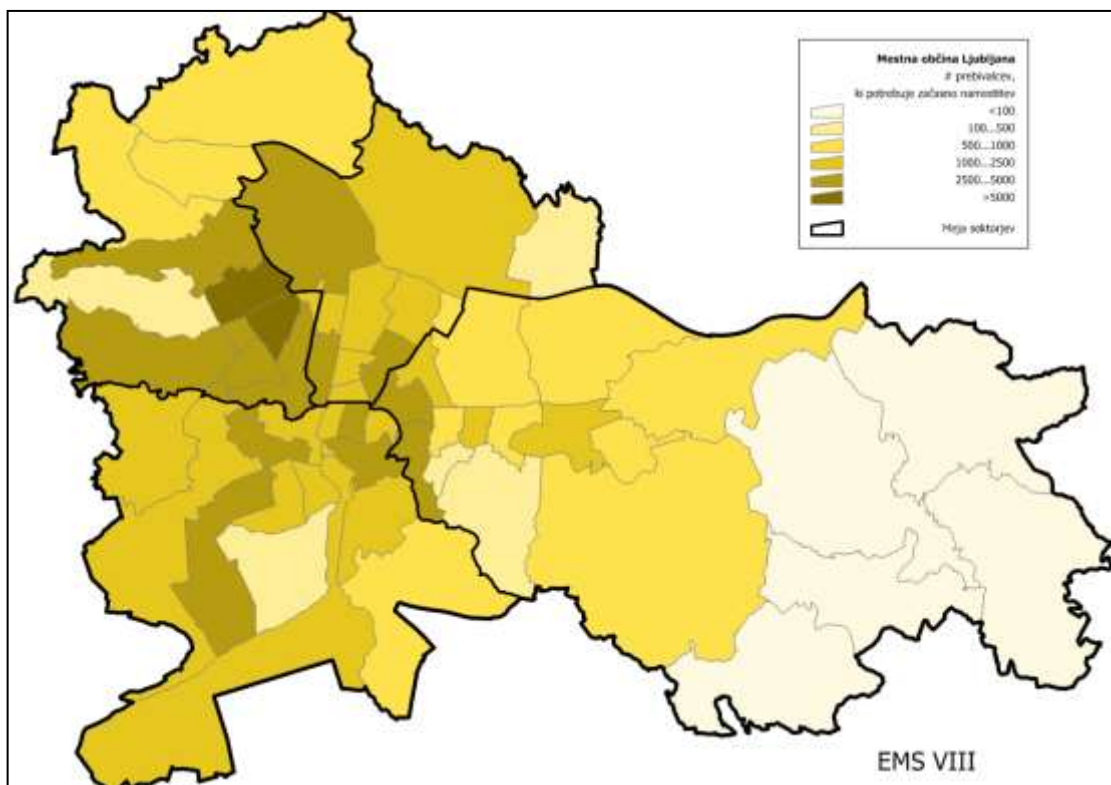 Mestna občina Ljubljana
# prebivalcev,
ki potrebuje začasno namestitev
<100
100...500
500...1000
1000...2500
2500...5000
>5000
Meja sektorjev
EMS VIII